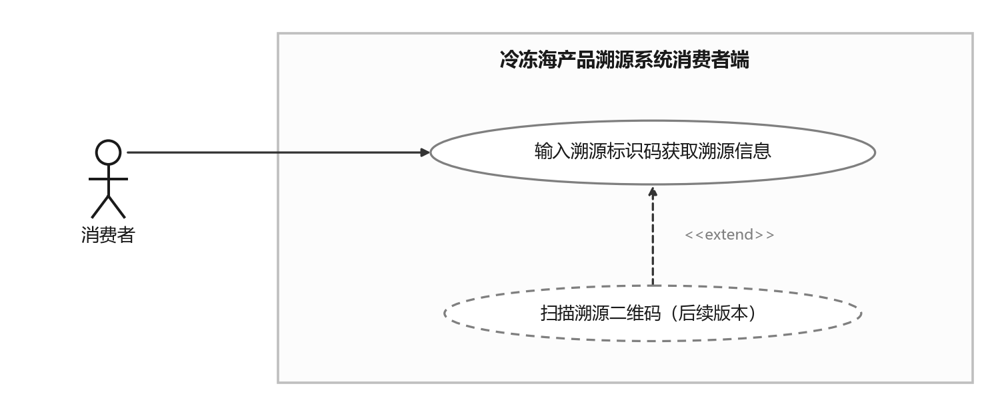 冷冻海产品溯源系统消费者端
输入溯源标识码获取溯源信息
消费者
<<extend>>
扫描溯源二维码（后续版本）